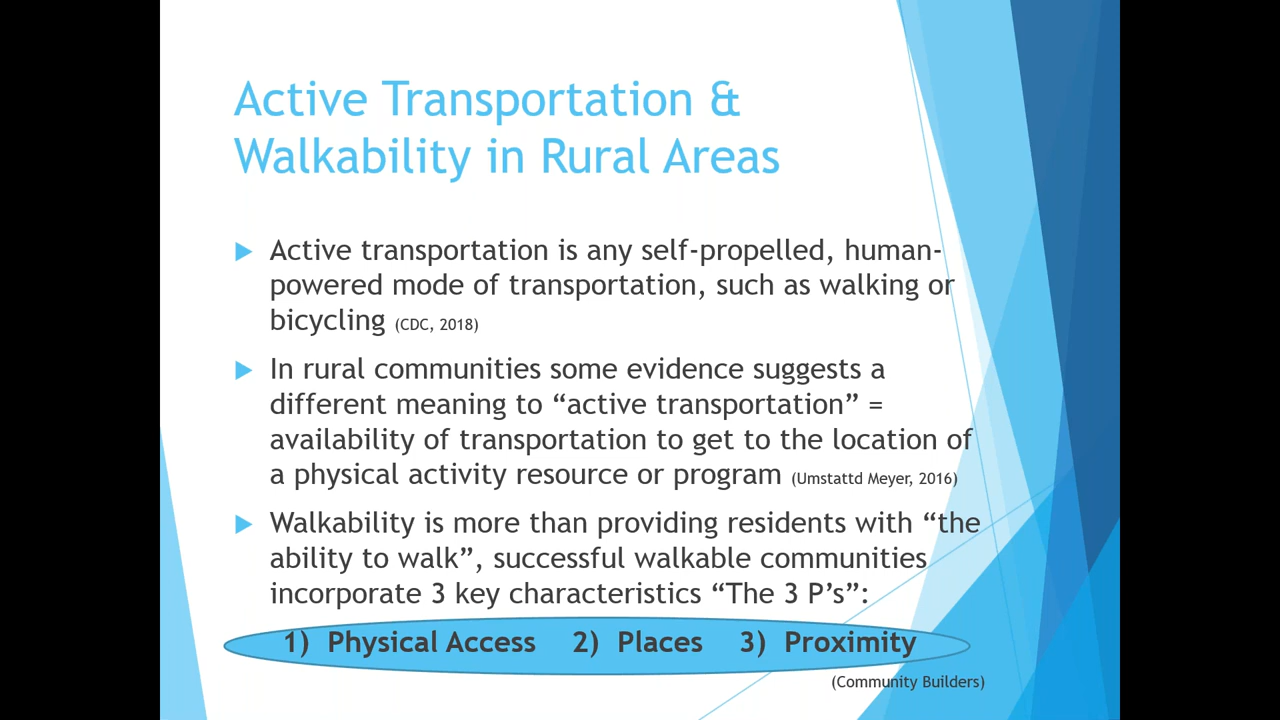 Active Transportation &
Walkability in Rural Areas
Active transportation is any self-propelled, human-
powered mode of transportation, such as walking or
bicycling (CDC, 2018)
In rural communities some evidence suggests a
different meaning to “active transportation” =
availability of transportation to get to the location of
a physical activity resource or program (Umstattd Meyer, 2016)
Walkability is more than providing residents with “the
ability to walk”, successful walkable communities
incorporate 3 key characteristics “The 3 P’s”:
1) Physical Access 2) Places 3) Proximity
(Community Builders)